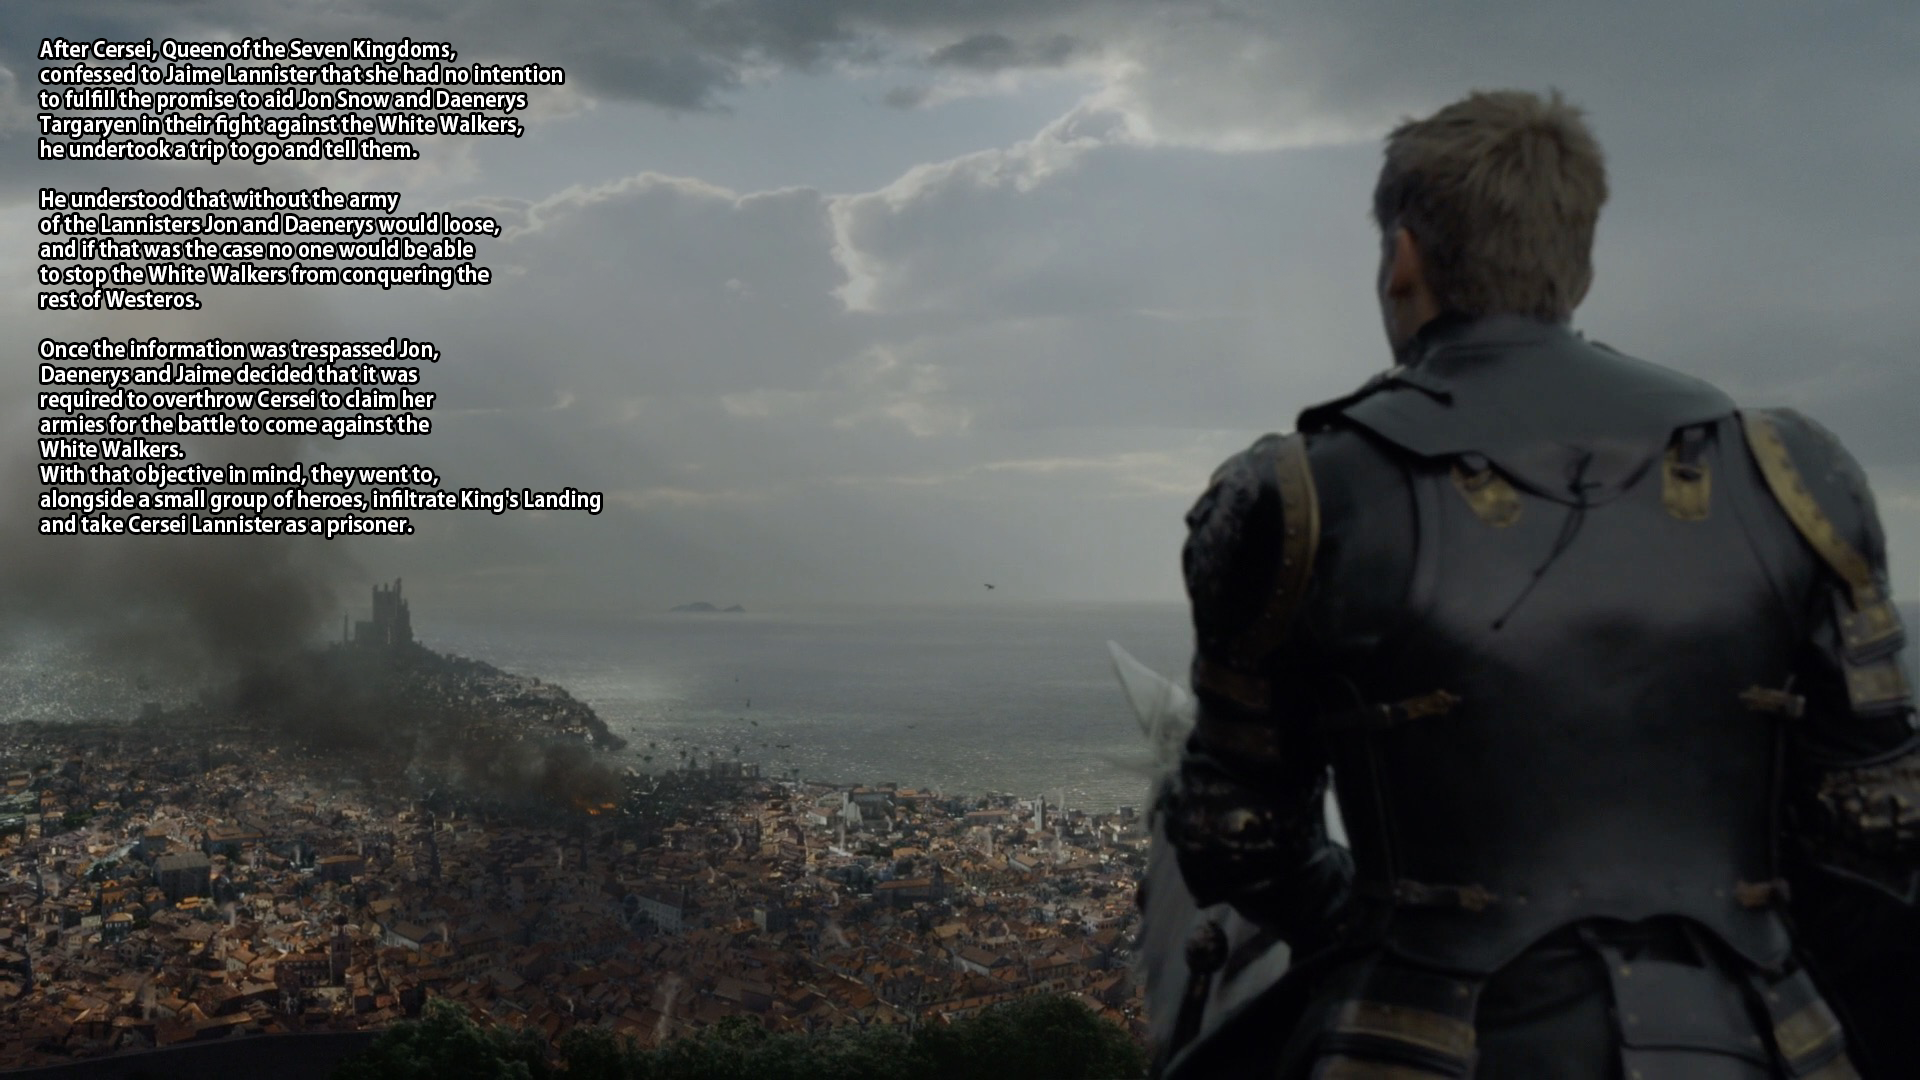 After Cersei, Queen of the Seven Kingdoms,
confessed to Jaime Lannister that she had no intention
to fulfill the promise to aid Jon Snow and Daenerys
Targaryen in their fight against the White Walkers,
he undertook a trip to go and tell them.
He understood that without the army
of the Lannisters Jon and Daenerys would loose,
and if that was the case no one would be able
to stop the White Walkers from conquering the
rest of Westeros.
Once the information was trespassed Jon,
Daenerys and Jaime decided that it was
required to overthrow Cersei to claim her
armies for the battle to come against the
White Walkers.
With that objective in mind, they went to,
alongside a small group of heroes, infiltrate King's Landing
and take Cersei Lannister as a prisoner.